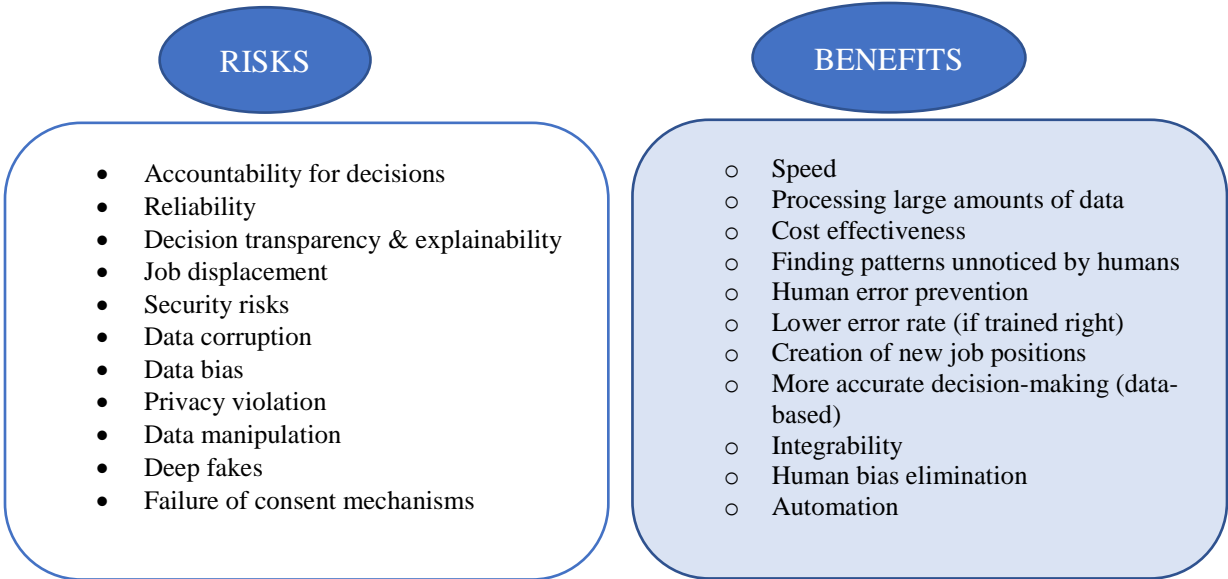 RISKS
• Accountability for decisions
• Reliability
• Decision transparency & explainability
• Job displacement
• Security risks
• Data corruption
• Data bias
• Privacy violation
• Data manipulation
• Deep fakes
• Failure of consent mechanisms
BENEFITS
o Speed
o Processing large amounts of data
o Cost effectiveness
o Finding patterns unnoticed by humans
o Human error prevention
o Lower error rate (if trained right)
o Creation of new job positions
o More accurate decision-making (data-
based)
o Integrability
o Human bias elimination
o Automation